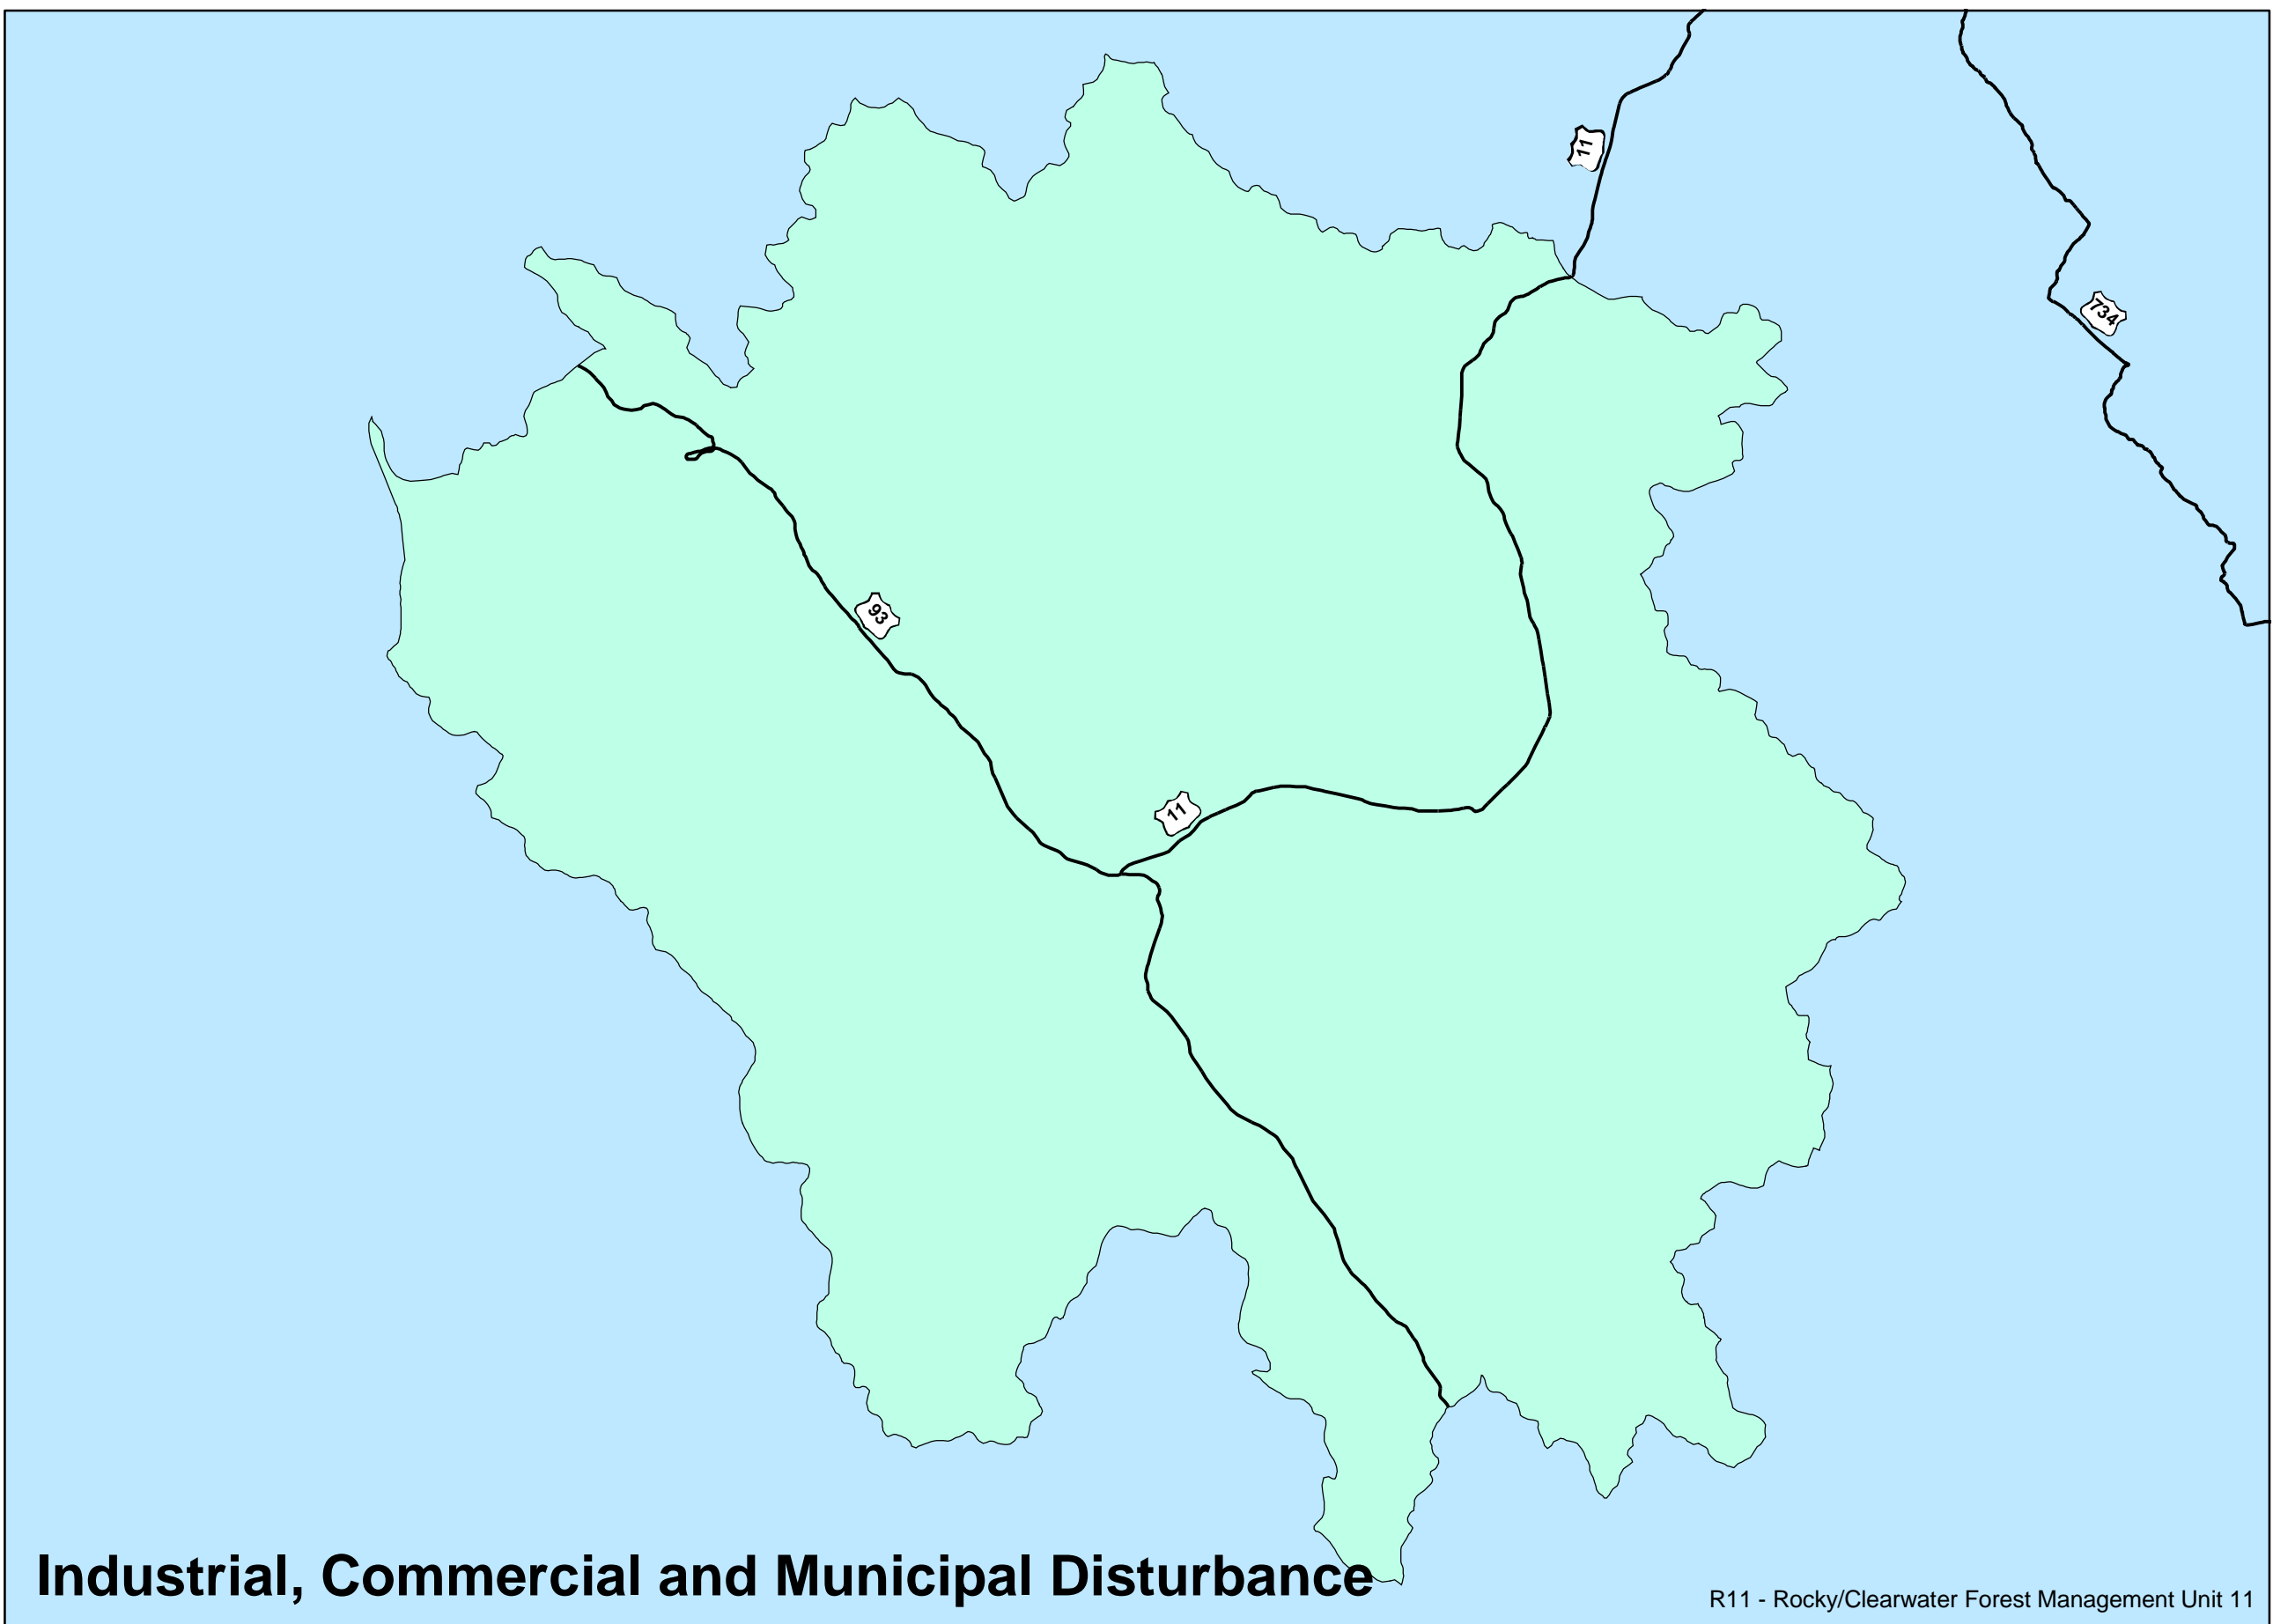 11
734
93
11
Industrial, Commercial and Municipal Disturbance
R11 - Rocky/Clearwater Forest Management Unit 11